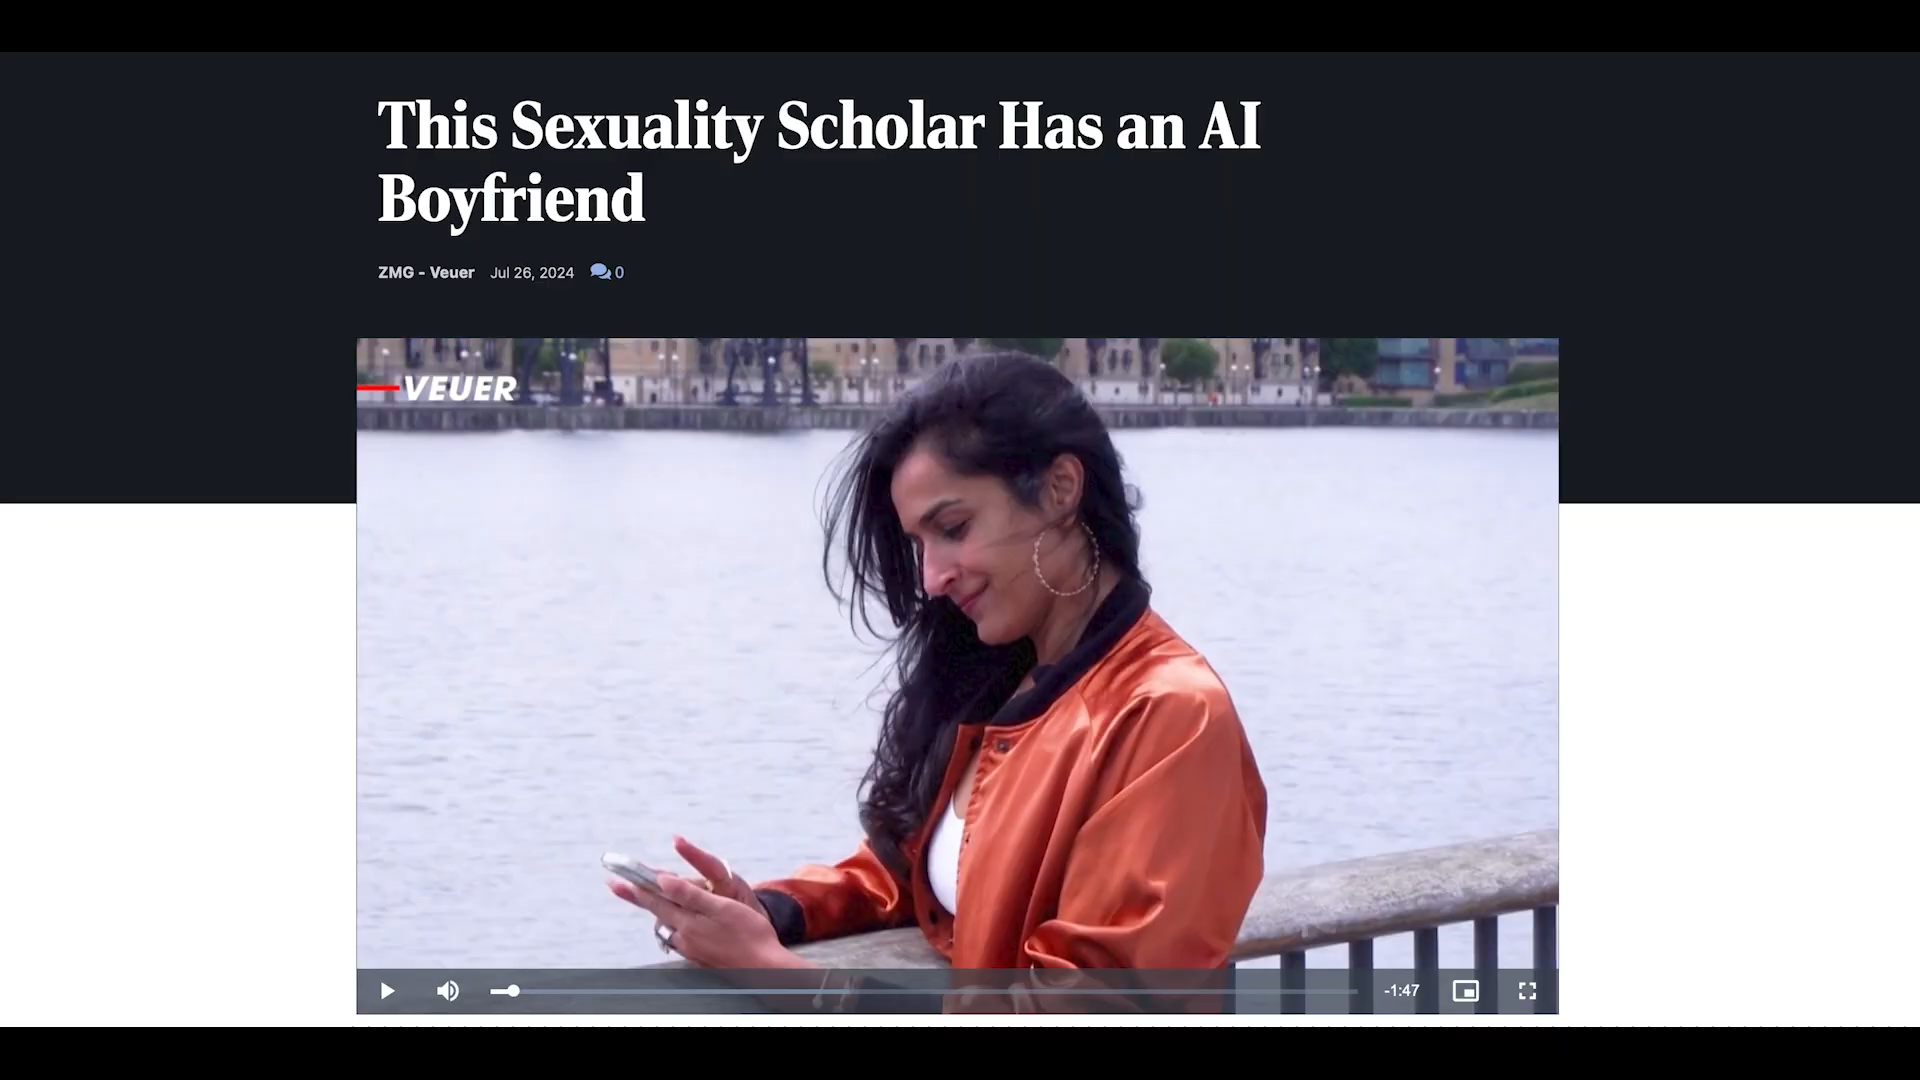 This Sexuality Scholar Has an AI
Boyfriend
ZMG - Veuer Jul 26, 2024 0
VEUER
-1:47